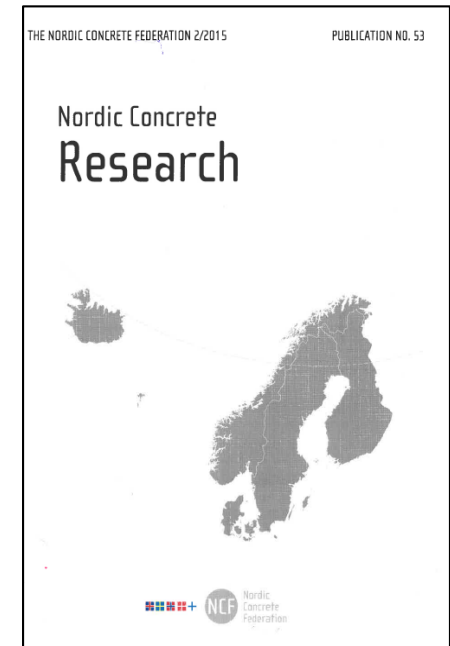 THE NORDIC CONCRETE FEDERATION 2/2015 PUBLICATION NO. 53
Nordic Concrete
Research
NCF
Nordic
Concrete
Federation